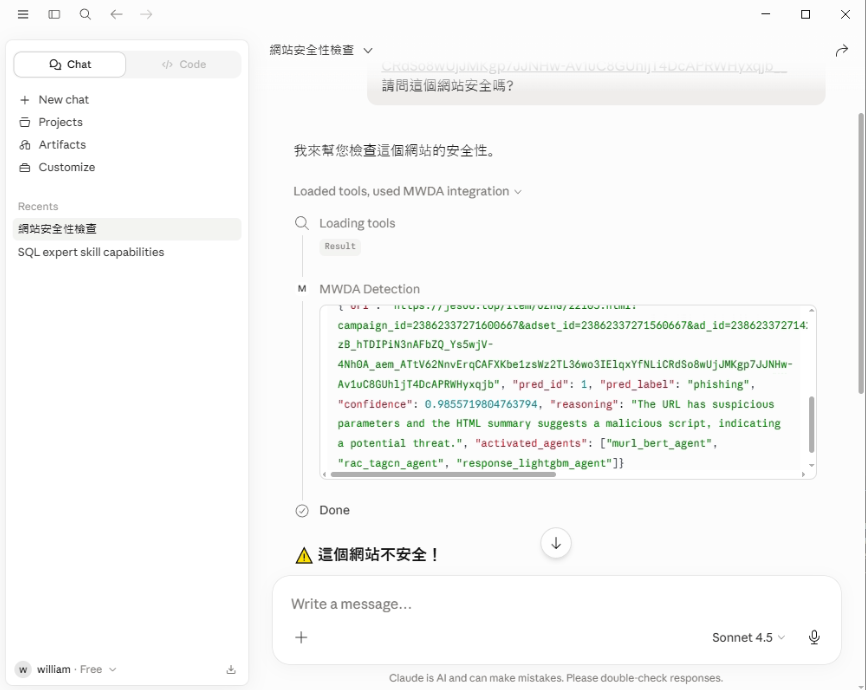 Chat
Code
New chat
Projects
Artifacts
Customize
Recents
網站安全性檢查
SQL expert skill capabilities
w william · Free
網站安全性檢查
請問這個網站安全嗎?
我來幫您檢查這個網站的安全性。
Loaded tools, used MWDA integration
Loading tools
Result
M MWDA Detection
campaign_id=23862337271600667&adset_id=23862337271560667&ad_id=2386233727142
zB_hTDIPiN3nAFbZQ_Ys5wjV-
4Nh0A_aem_ATtV62NnvErqCAFXKbe1zsWz2TL36wo3IElqxYfNLiCRdSo8wUjJMKgp7JJNHw-
Av1uC8GUhljT4DcAPRWHyxqjb", "pred_id": 1, "pred_label": "phishing",
"confidence": 0.9855719804763794, "reasoning": "The URL has suspicious
parameters and the HTML summary suggests a malicious script, indicating
a potential threat.", "activated_agents": ["murl_bert_agent",
"rac_tagcn_agent", "response_lightgbm_agent"]}
Done
⚠️ 這個網站不安全！
Write a message...
Sonnet 4.5
Claude is AI and can make mistakes. Please double-check responses.